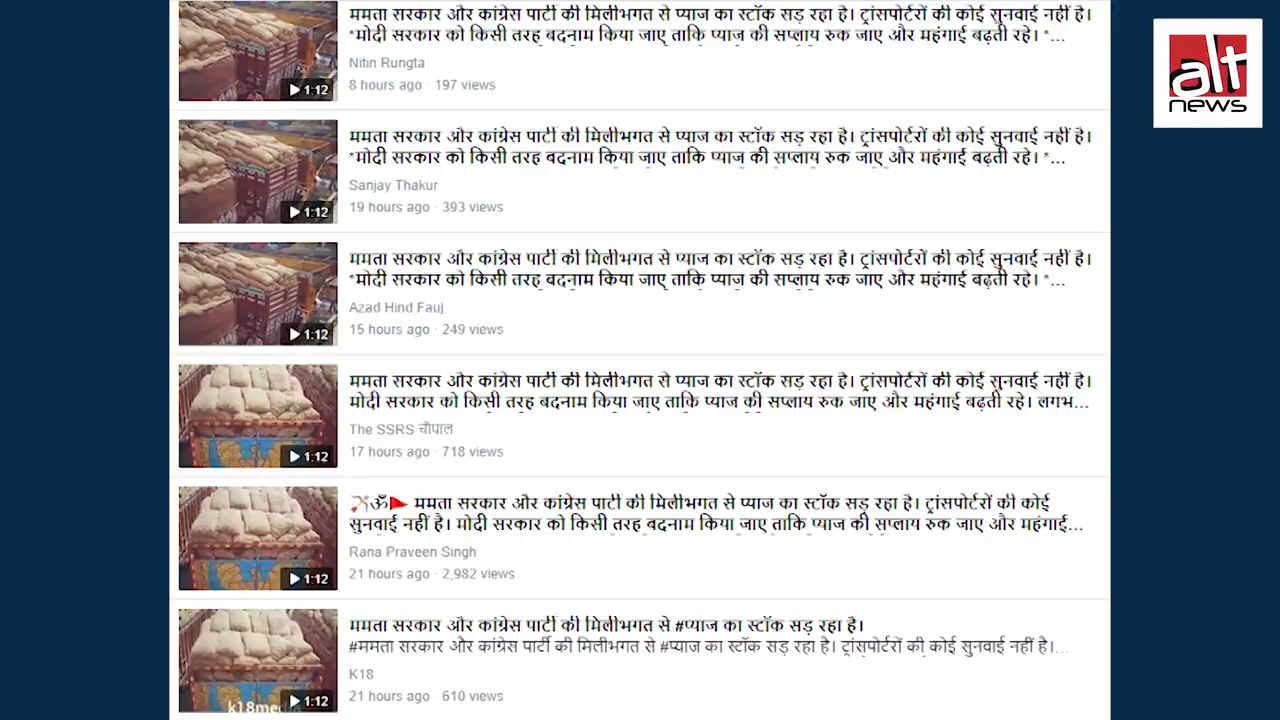 ममता सरकार और कांग्रेस पार्टी की मिलीभगत से प्याज का स्टॉक सड़ रहा है। ट्रांसपोर्टरों की कोई सुनवाई नहीं है।
*मोदी सरकार को किसी तरह बदनाम किया जाए ताकि प्याज की सप्लाय रुक जाए और महंगाई बढ़ती रहे। *...
Nitin Rungta
8 hours ago · 197 views
1:12
alt
news
ममता सरकार और कांग्रेस पार्टी की मिलीभगत से प्याज का स्टॉक सड़ रहा है। ट्रांसपोर्टरों की कोई सुनवाई नहीं है।
*मोदी सरकार को किसी तरह बदनाम किया जाए ताकि प्याज की सप्लाय रुक जाए और महंगाई बढ़ती रहे। *...
Sanjay Thakur
19 hours ago · 393 views
1:12
ममता सरकार और कांग्रेस पार्टी की मिलीभगत से प्याज का स्टॉक सड़ रहा है। ट्रांसपोर्टरों की कोई सुनवाई नहीं है।
*मोदी सरकार को किसी तरह बदनाम किया जाए ताकि प्याज की सप्लाय रुक जाए और महंगाई बढ़ती रहे। *...
Azad Hind Fauj
15 hours ago · 249 views
1:12
ममता सरकार और कांग्रेस पार्टी की मिलीभगत से प्याज का स्टॉक सड़ रहा है। ट्रांसपोर्टरों की कोई सुनवाई नहीं है।
मोदी सरकार को किसी तरह बदनाम किया जाए ताकि प्याज की सप्लाय रुक जाए और महंगाई बढ़ती रहे। लगभ...
The SSRS चौपाल
17 hours ago · 718 views
1:12
🏹ॐ🚩 ममता सरकार और कांग्रेस पार्टी की मिलीभगत से प्याज का स्टॉक सड़ रहा है। ट्रांसपोर्टरों की कोई
सुनवाई नहीं है। मोदी सरकार को किसी तरह बदनाम किया जाए ताकि प्याज की सप्लाय रुक जाए और महंगाई...
Rana Praveen Singh
21 hours ago · 2,982 views
1:12
ममता सरकार और कांग्रेस पार्टी की मिलीभगत से #प्याज का स्टॉक सड़ रहा है।
#ममता सरकार और कांग्रेस पार्टी की मिलीभगत से #प्याज का स्टॉक सड़ रहा है। ट्रांसपोर्टरों की कोई सुनवाई नहीं है।...
K18
21 hours ago · 610 views
1:12